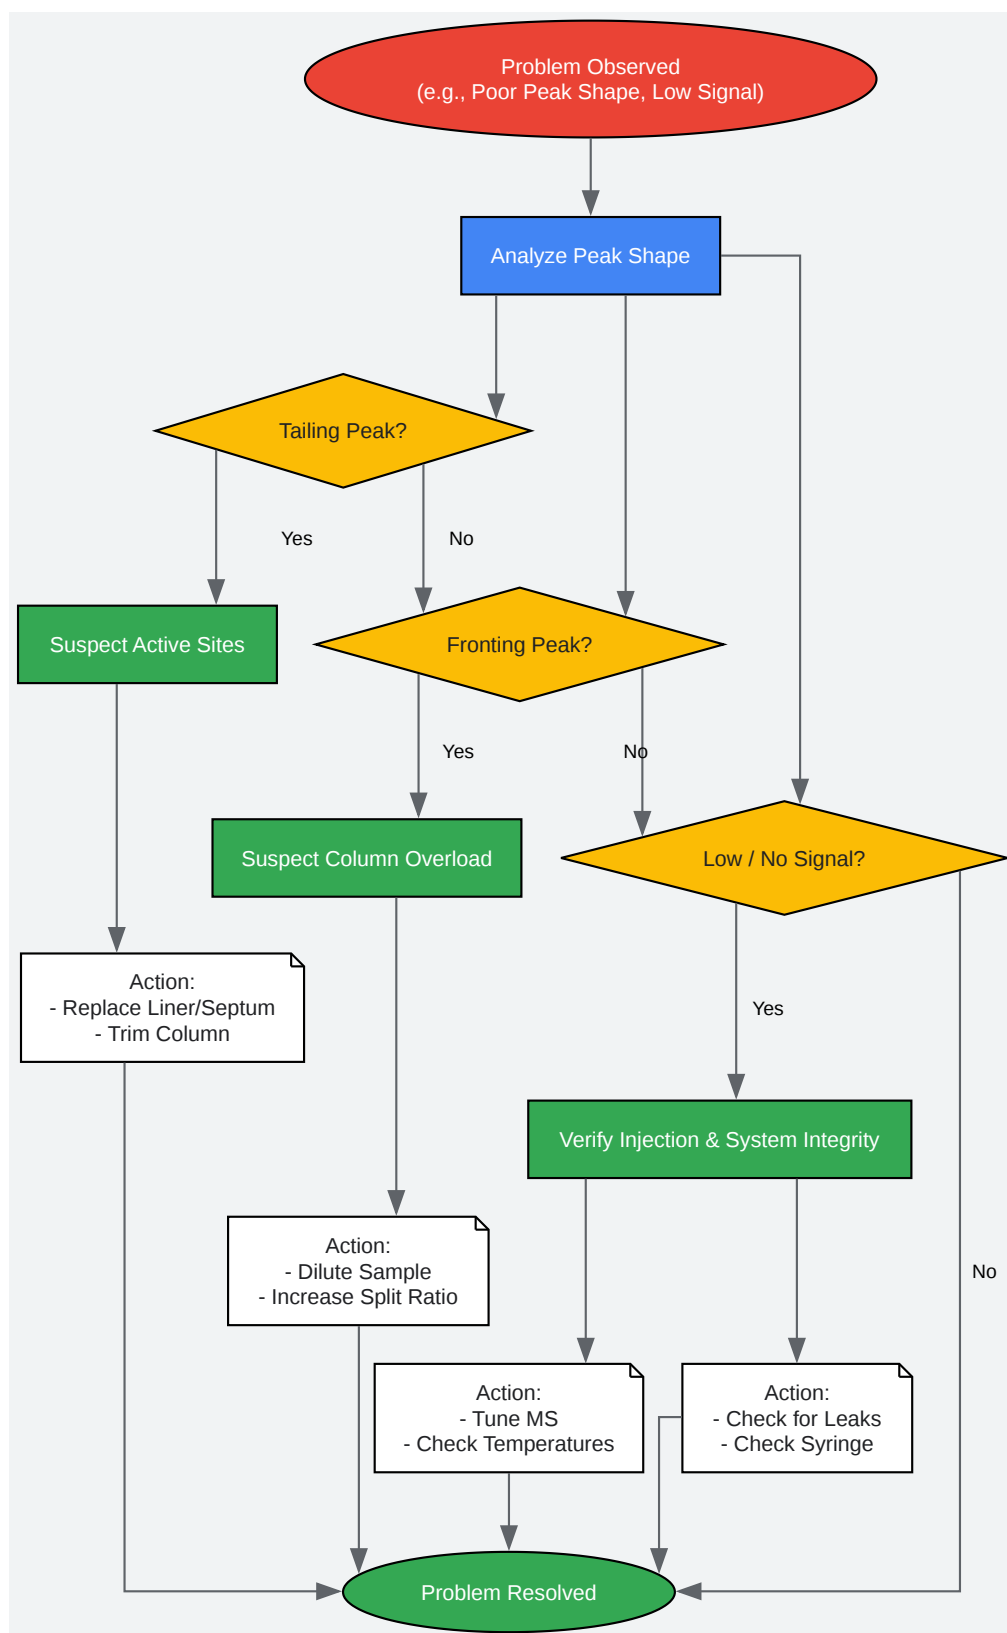 Problem Observed
(e.g., Poor Peak Shape, Low Signal)
Analyze Peak Shape
Tailing Peak?
Yes
No
Suspect Active Sites
Fronting Peak?
Yes
No
Suspect Column Overload
Low / No Signal?
Action:
- Replace Liner/Septum
- Trim Column
Yes
Verify Injection & System Integrity
Action:
- Dilute Sample
- Increase Split Ratio
No
Action:
- Tune MS
- Check Temperatures
Action:
- Check for Leaks
- Check Syringe
Problem Resolved